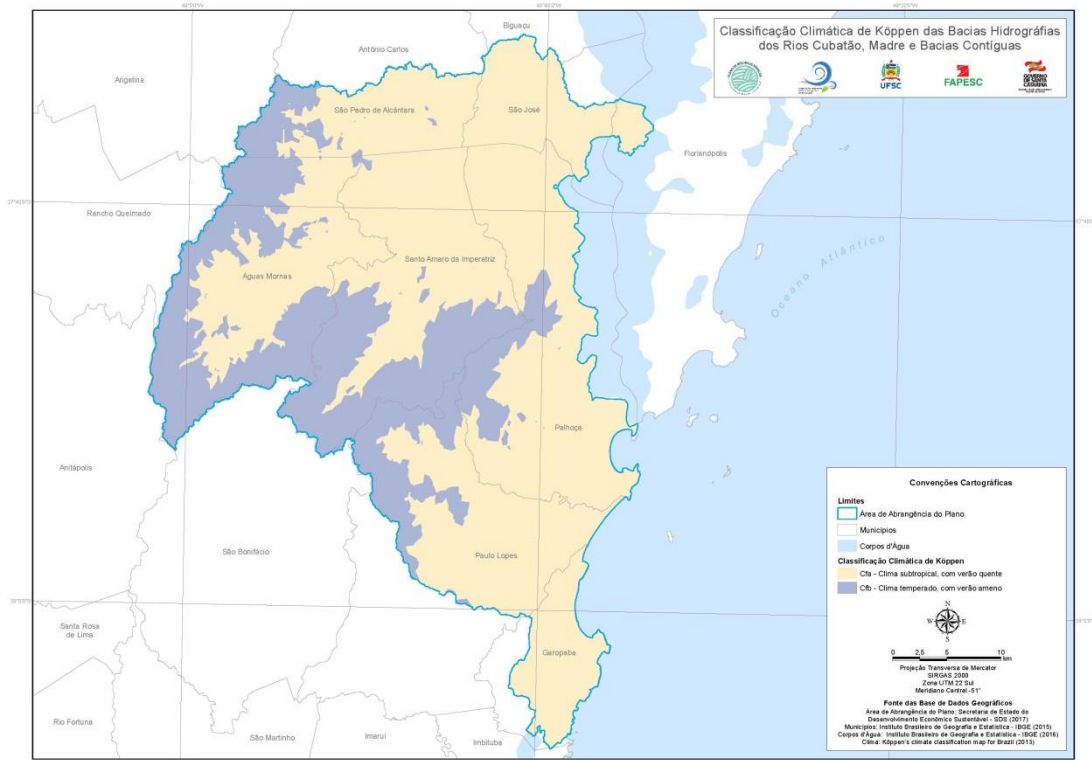 Classificação Climática de Köppen das Bacias Hidrográfias
dos Rios Cubatão, Madre e Bacias Contíguas
UFSC
FAPESC
GOVERNO
DE SANTA
CATARINA
Biguaçu
Antônio Carlos
Angelina
São Pedro de Alcântara
São José
Florianópolis
Rancho Queimado
Santo Amaro da Imperatriz
Águas Mornas
Oceano Atlântico
Palhoça
Anitápolis
São Bonifácio
Paulo Lopes
Santa Rosa
de Lima
Garopaba
Rio Fortuna
São Martinho
Imaruí
Imbituba
Convenções Cartográficas
Limites
Área de Abrangência do Plano
Municípios
Corpos d'Água
Classificação Climática de Köppen
Cfa - Clima subtropical, com verão quente
Cfb - Clima temperado, com verão ameno
N
W E
S
0 2,5 5 10
km
Projeção Transversa de Mercator
SIRGAS 2000
Zona UTM 22 Sul
Meridiano Central -51°
Fonte das Base de Dados Geográficos
Área de Abrangência do Plano: Secretaria de Estado do
Desenvolvimento Econômico Sustentável - SDS (2017)
Municípios: Instituto Brasileiro de Geografia e Estatística - IBGE (2015)
Corpos d'Água: Instituto Brasileiro de Geografia e Estatística - IBGE (2016)
Clima: Köppen's climate classification map for Brazil (2013)